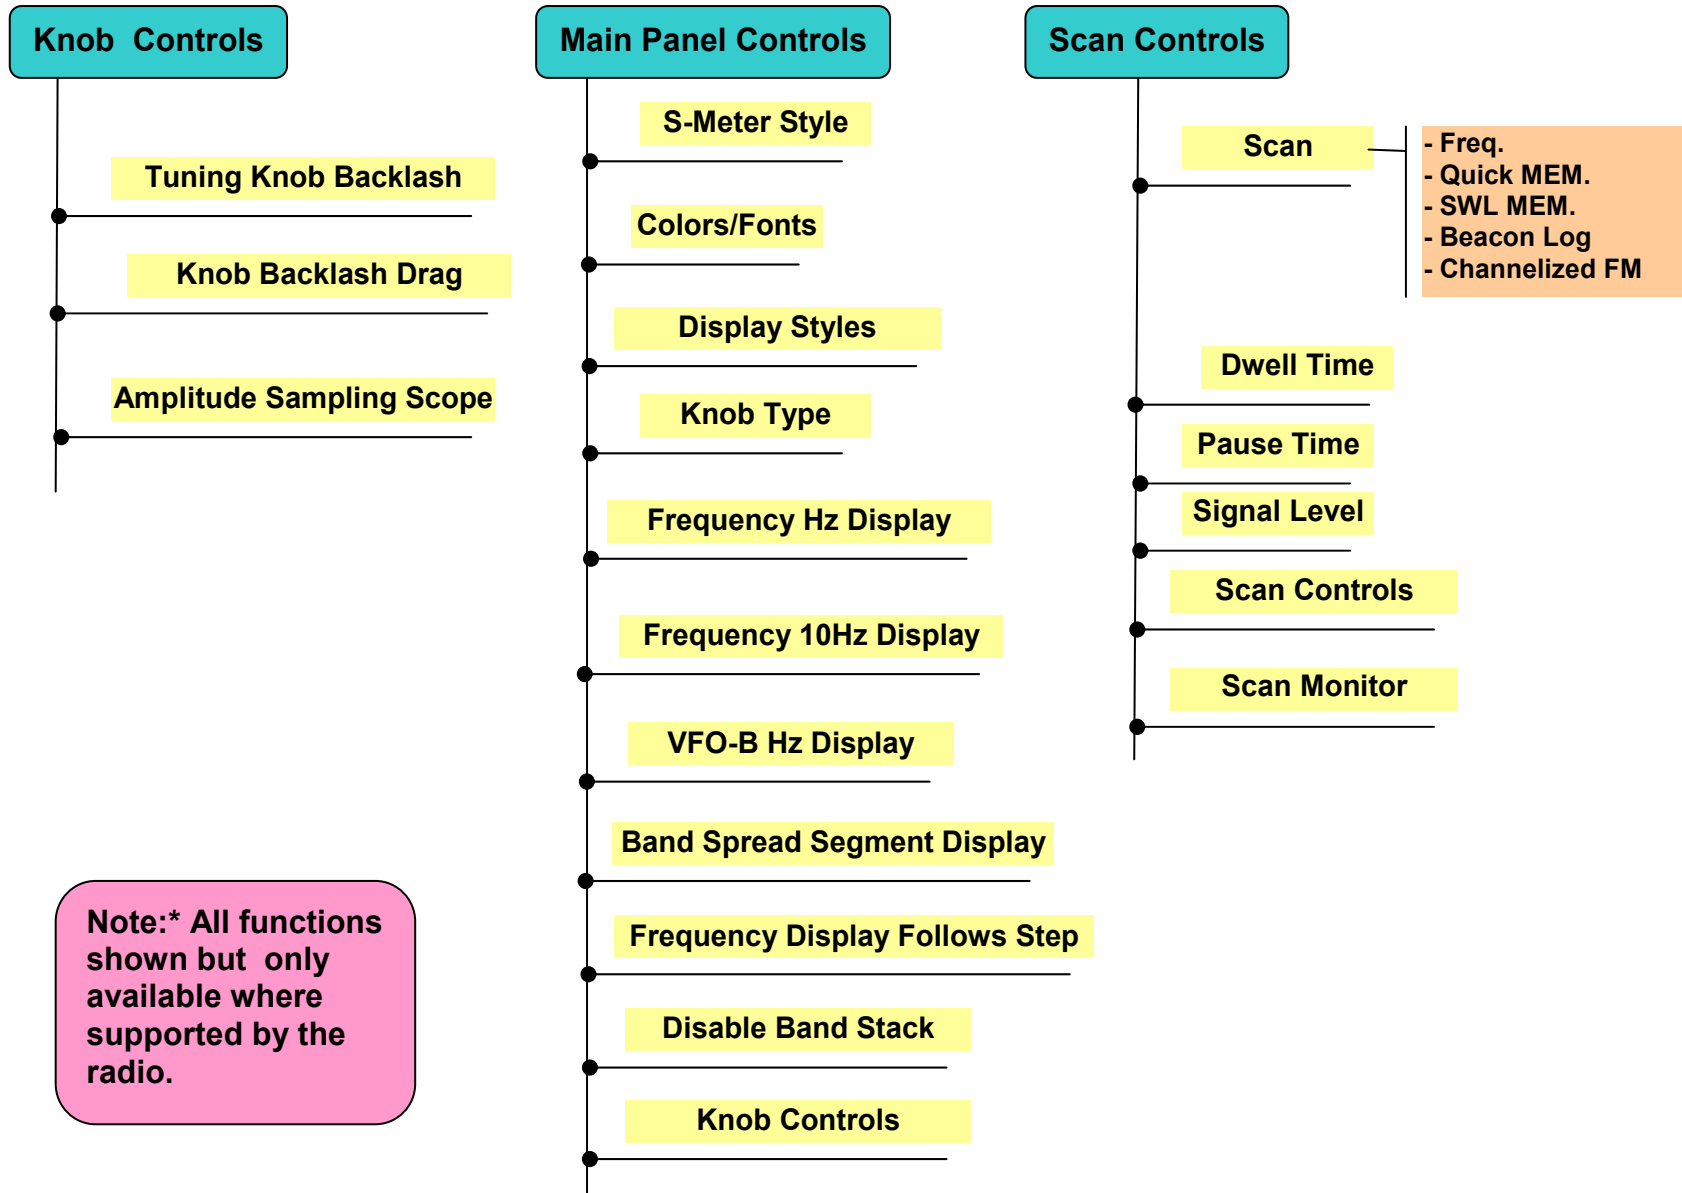 Knob Controls
Tuning Knob Backlash
Knob Backlash Drag
Amplitude Sampling Scope
Note:* All functions
shown but only
available where
supported by the
radio.
Main Panel Controls
S-Meter Style
Colors/Fonts
Display Styles
Knob Type
Frequency Hz Display
Frequency 10Hz Display
VFO-B Hz Display
Band Spread Segment Display
Frequency Display Follows Step
Disable Band Stack
Knob Controls
Scan Controls
Scan
- Freq.
- Quick MEM.
- SWL MEM.
- Beacon Log
- Channelized FM
Dwell Time
Pause Time
Signal Level
Scan Controls
Scan Monitor